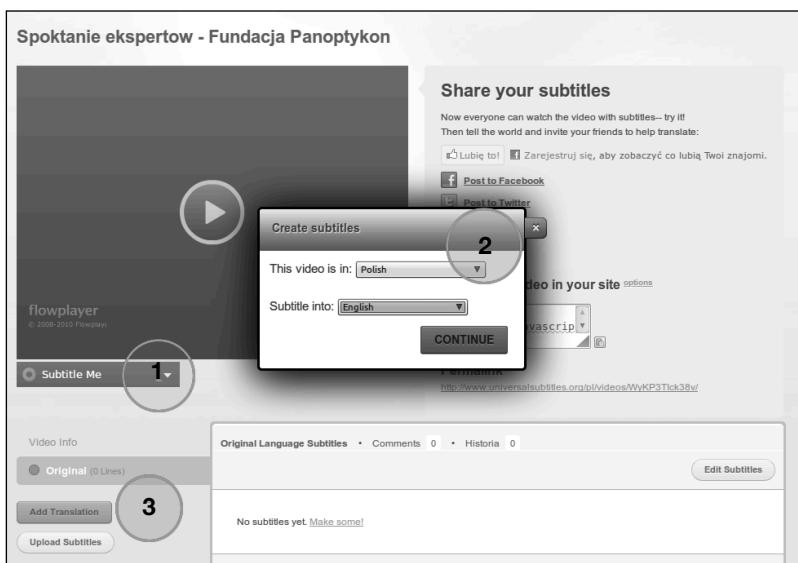 Spoktanie ekspertow - Fundacja Panoptykon
Share your subtitles
Now everyone can watch the video with subtitles-- try it!
Then tell the world and invite your friends to help translate:
Lubię to! Zarejestruj się, aby zobaczyć co lubią Twoi znajomi.
Post to Facebook
Post to Twitter
Create subtitles
2
This video is in: Polish
deo in your site options
Subtitle into: English
flowplayer
© 2008-2010 Flowplay
avascrip
CONTINUE
Subtitle Me
1
Permalink
http://www.universalsubtitles.org/pl/videos/WyKP3Tlck38v/
Video Info
Original Language Subtitles • Comments 0 • Historia 0
Original (0 Lines)
Edit Subtitles
Add Translation
3
No subtitles yet. Make some!
Upload Subtitles